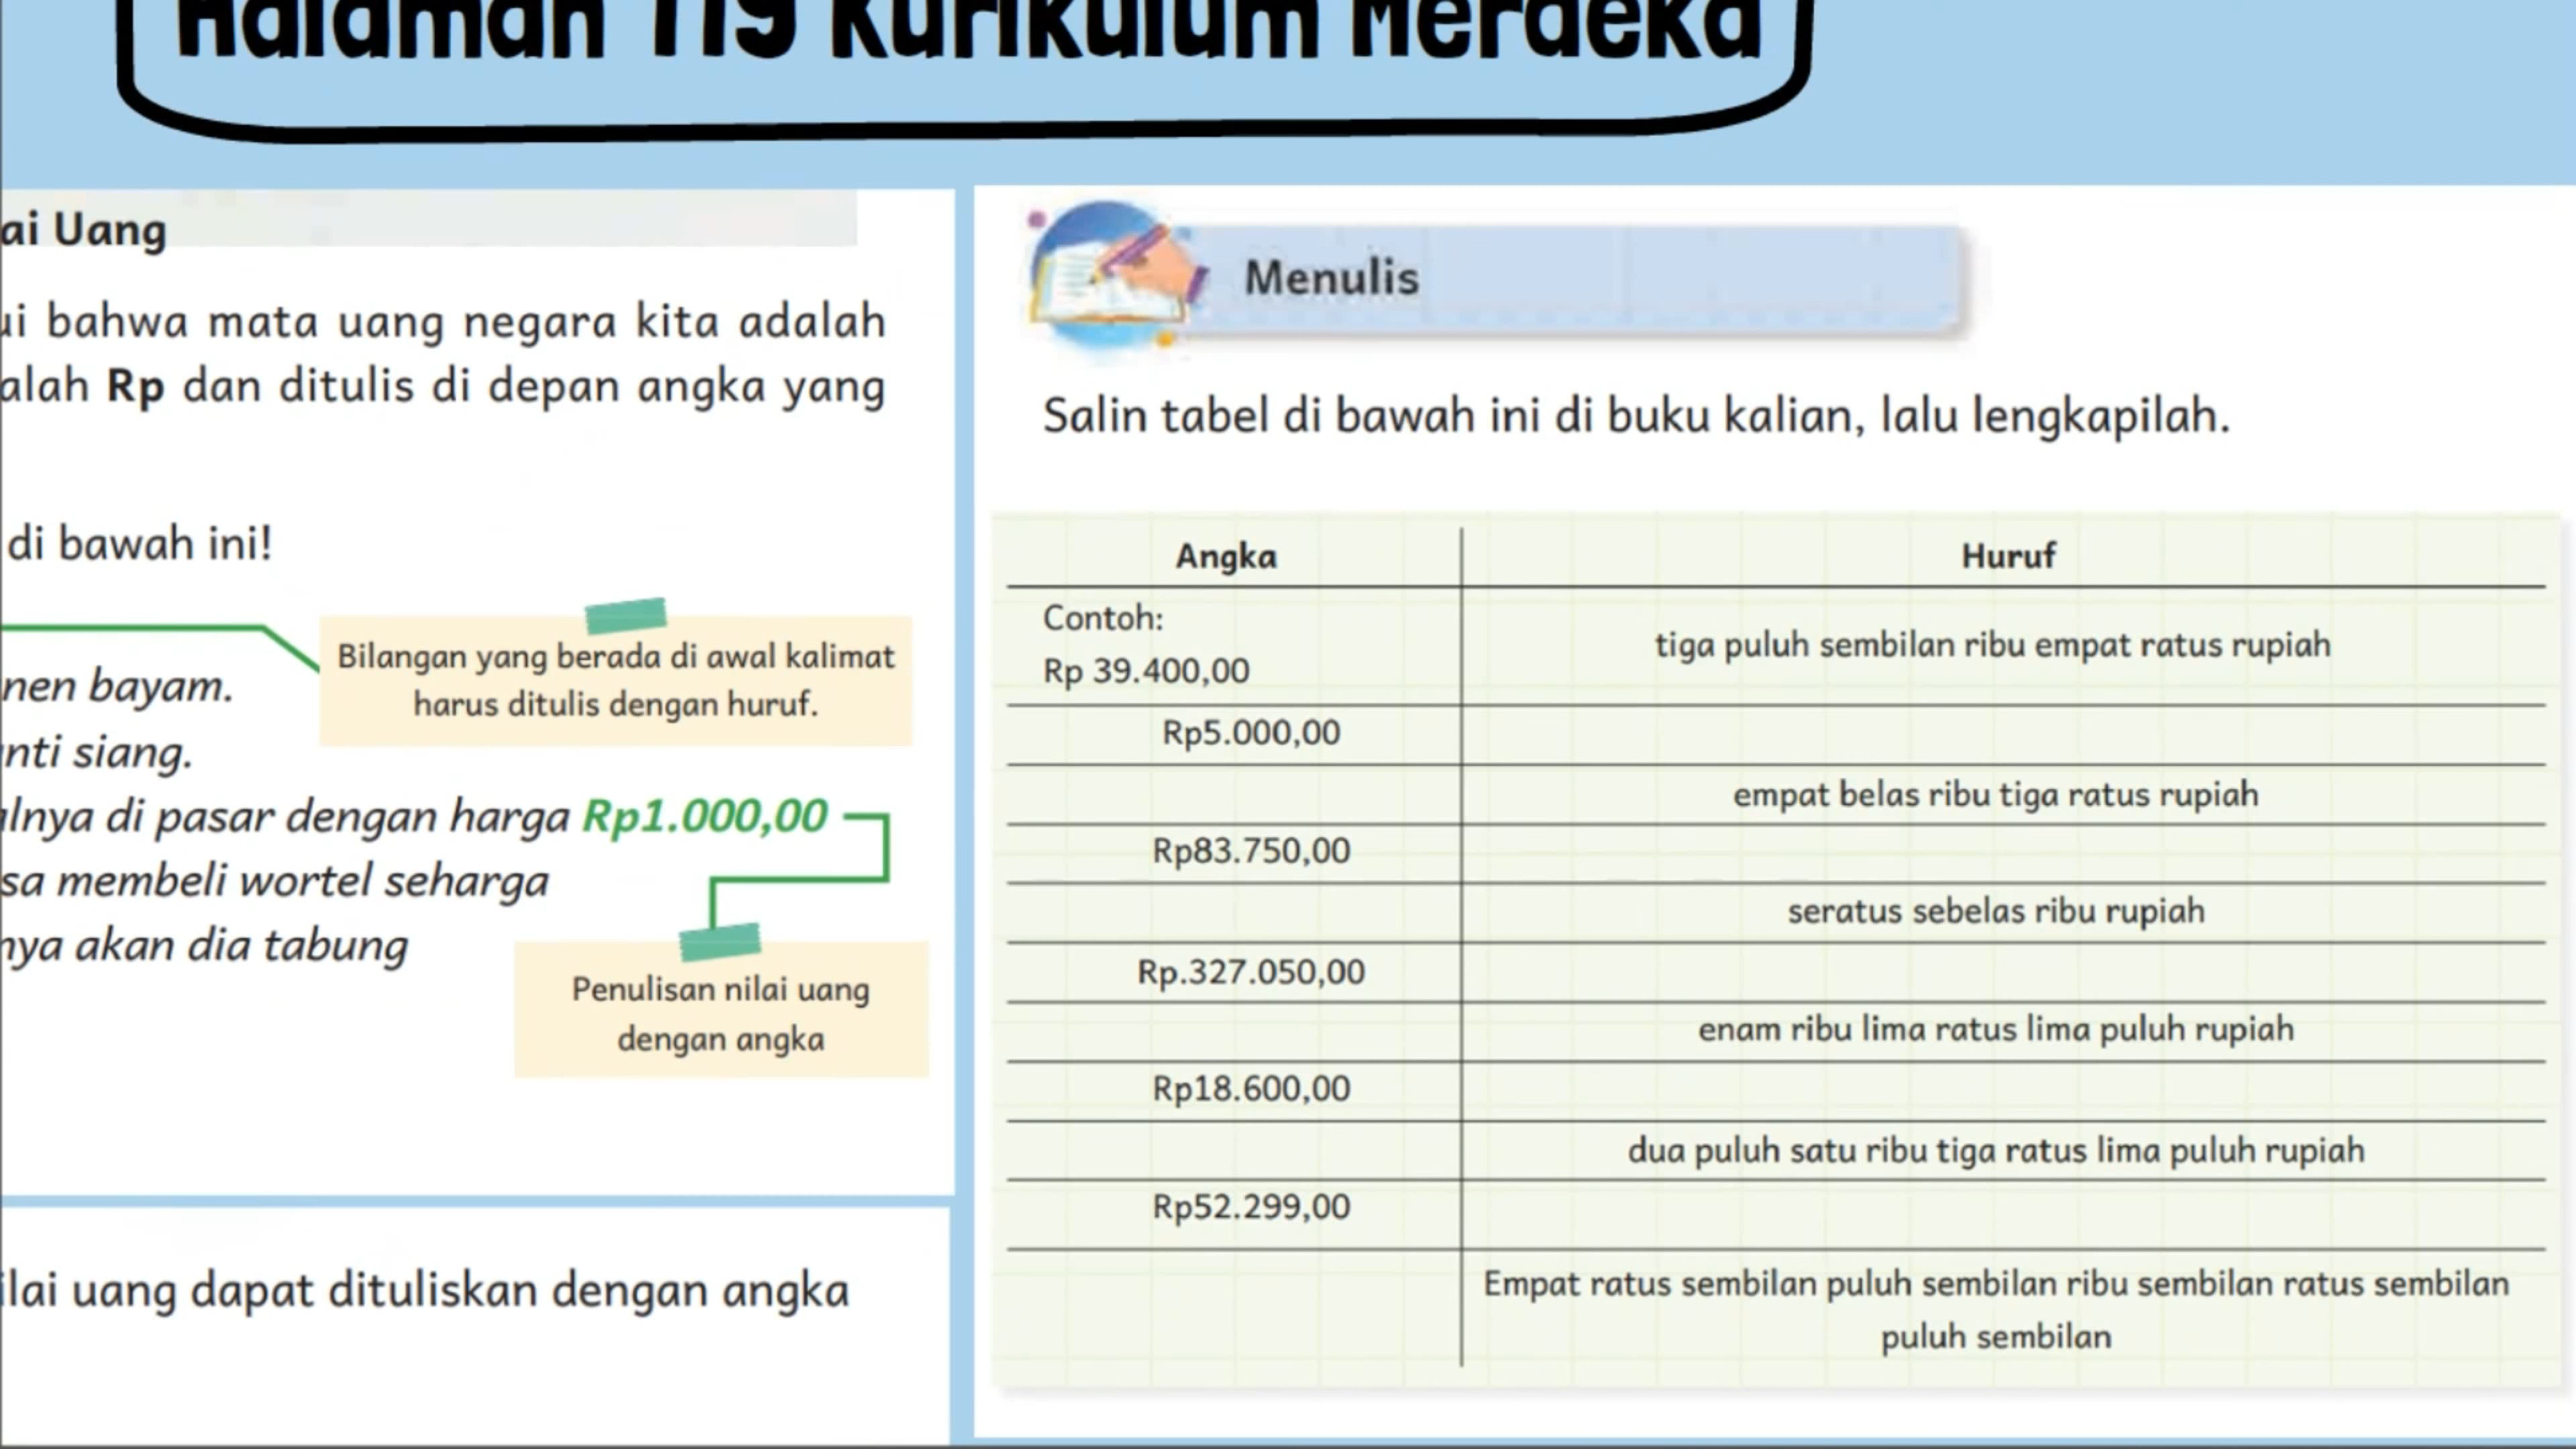 Halaman 119 Kurikulum Merdeka
ai Uang
ui bahwa mata uang negara kita adalah
alah Rp dan ditulis di depan angka yang
di bawah ini!
Bilangan yang berada di awal kalimat
harus ditulis dengan huruf.
nen bayam.
nti siang.
alnya di pasar dengan harga Rp1.000,00
sa membeli wortel seharga
nya akan dia tabung
Penulisan nilai uang
dengan angka
ilai uang dapat dituliskan dengan angka
Menulis
Salin tabel di bawah ini di buku kalian, lalu lengkapilah.
Angka Huruf
Contoh:
Rp 39.400,00 tiga puluh sembilan ribu empat ratus rupiah
Rp5.000,00
empat belas ribu tiga ratus rupiah
Rp83.750,00
seratus sebelas ribu rupiah
Rp.327.050,00
enam ribu lima ratus lima puluh rupiah
Rp18.600,00
dua puluh satu ribu tiga ratus lima puluh rupiah
Rp52.299,00
Empat ratus sembilan puluh sembilan ribu sembilan ratus sembilan
puluh sembilan